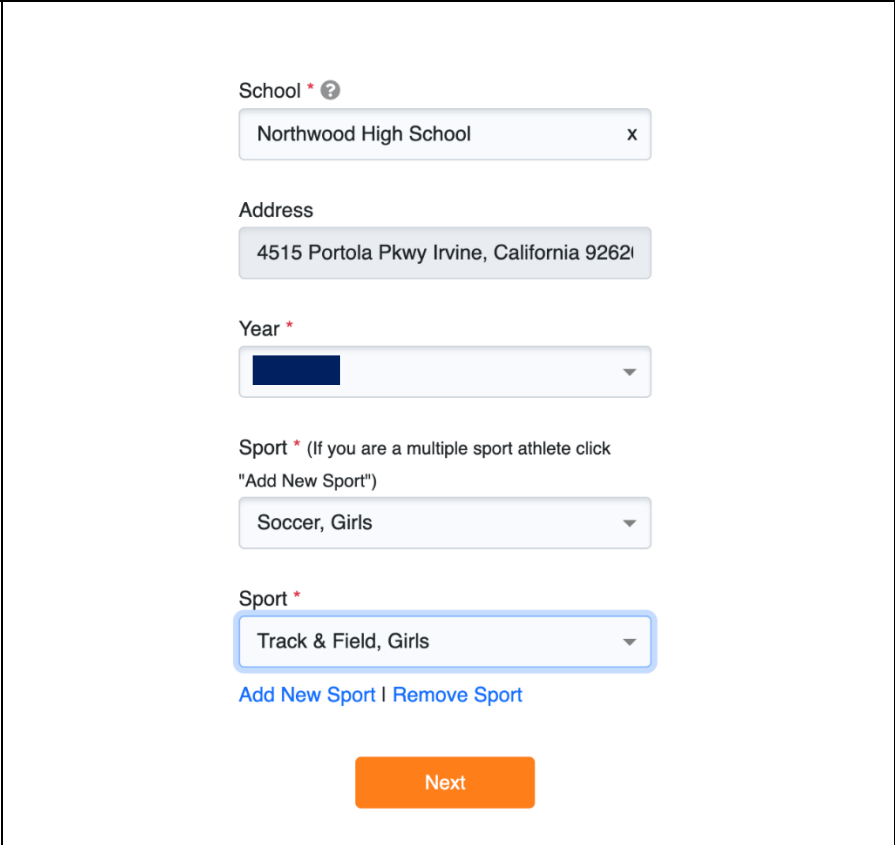 School *
Northwood High School x
Address
4515 Portola Pkwy Irvine, California
Year *
Sport * (If you are a multiple sport athlete click
"Add New Sport")
Soccer, Girls
Sport *
Track & Field, Girls
Add New Sport | Remove Sport
Next